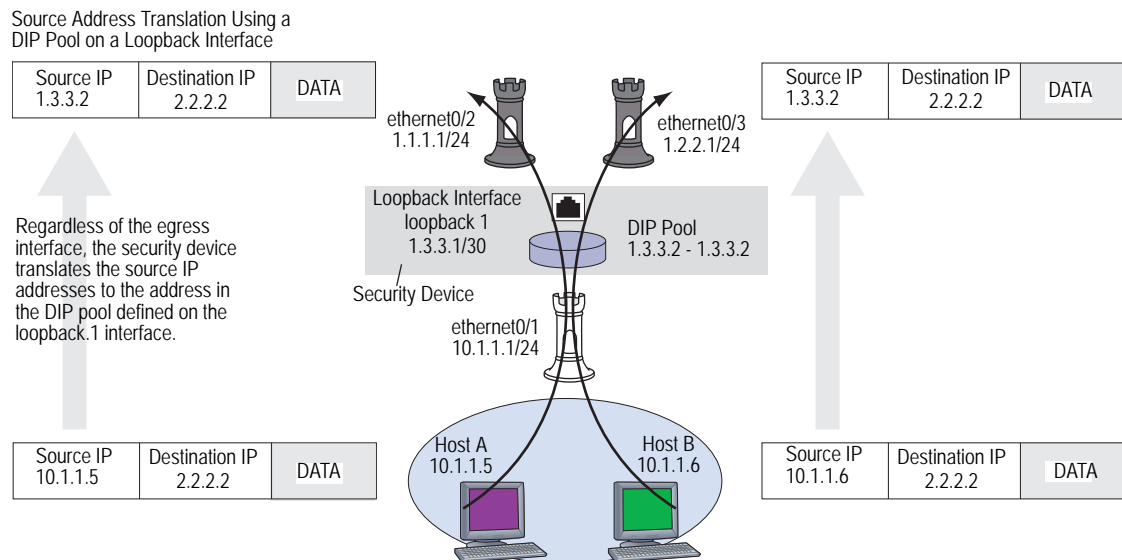 Source Address Translation Using a
DIP Pool on a Loopback Interface
Source IP
1.3.3.2
Destination IP
2.2.2.2
DATA
Source IP
1.3.3.2
Destination IP
2.2.2.2
DATA
ethernet0/2
1.1.1.1/24
ethernet0/3
1.2.2.1/24
Loopback Interface
loopback 1
1.3.3.1/30
DIP Pool
1.3.3.2 - 1.3.3.2
Regardless of the egress
interface, the security device
translates the source IP
addresses to the address in
the DIP pool defined on the
loopback.1 interface.
Security Device
ethernet0/1
10.1.1.1/24
Host A
10.1.1.5
Host B
10.1.1.6
Source IP
10.1.1.5
Destination IP
2.2.2.2
DATA
Source IP
10.1.1.6
Destination IP
2.2.2.2
DATA